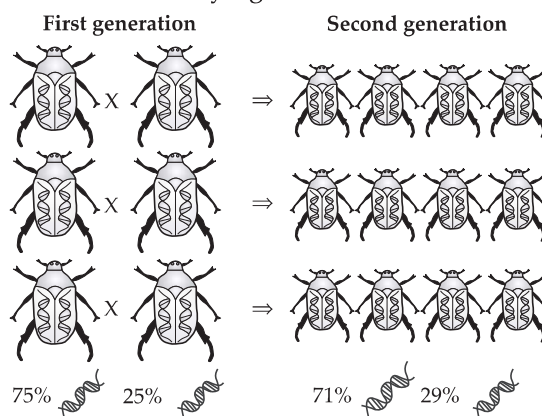 First generation Second generation
X ⇒
X ⇒
X ⇒
75% 25% 71% 29%